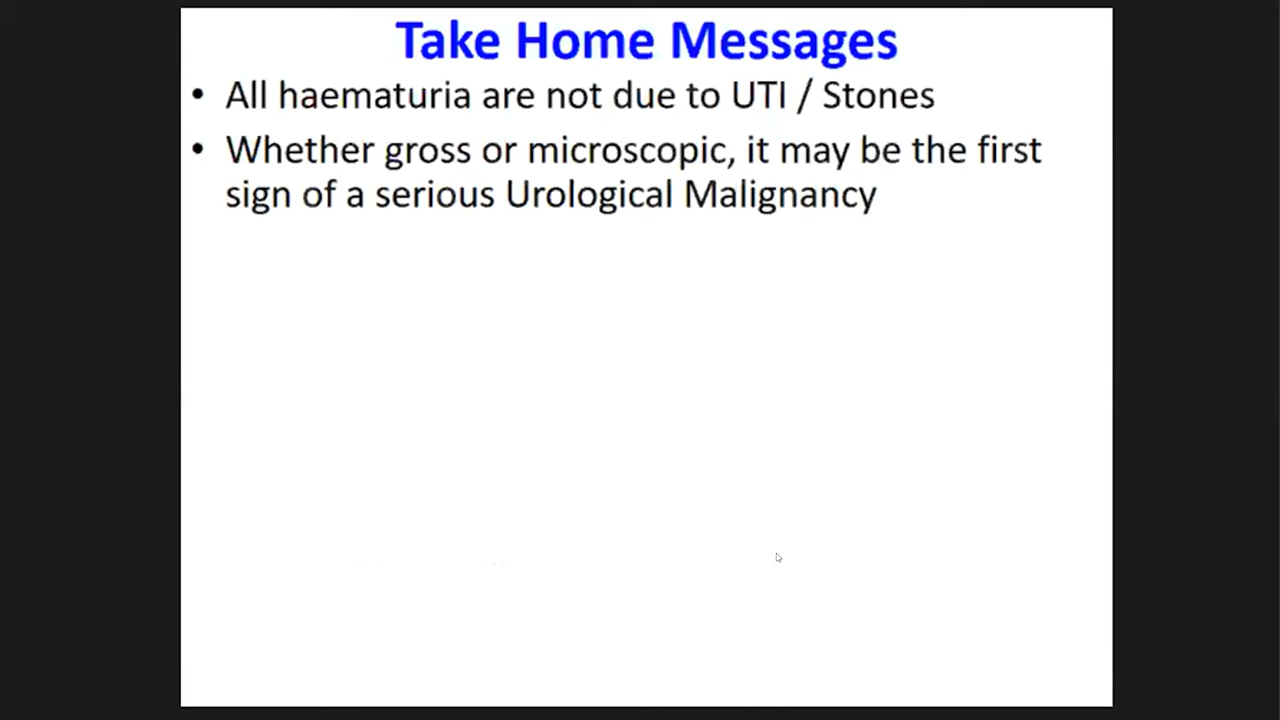 Take Home Messages
• All haematuria are not due to UTI / Stones
• Whether gross or microscopic, it may be the first
sign of a serious Urological Malignancy